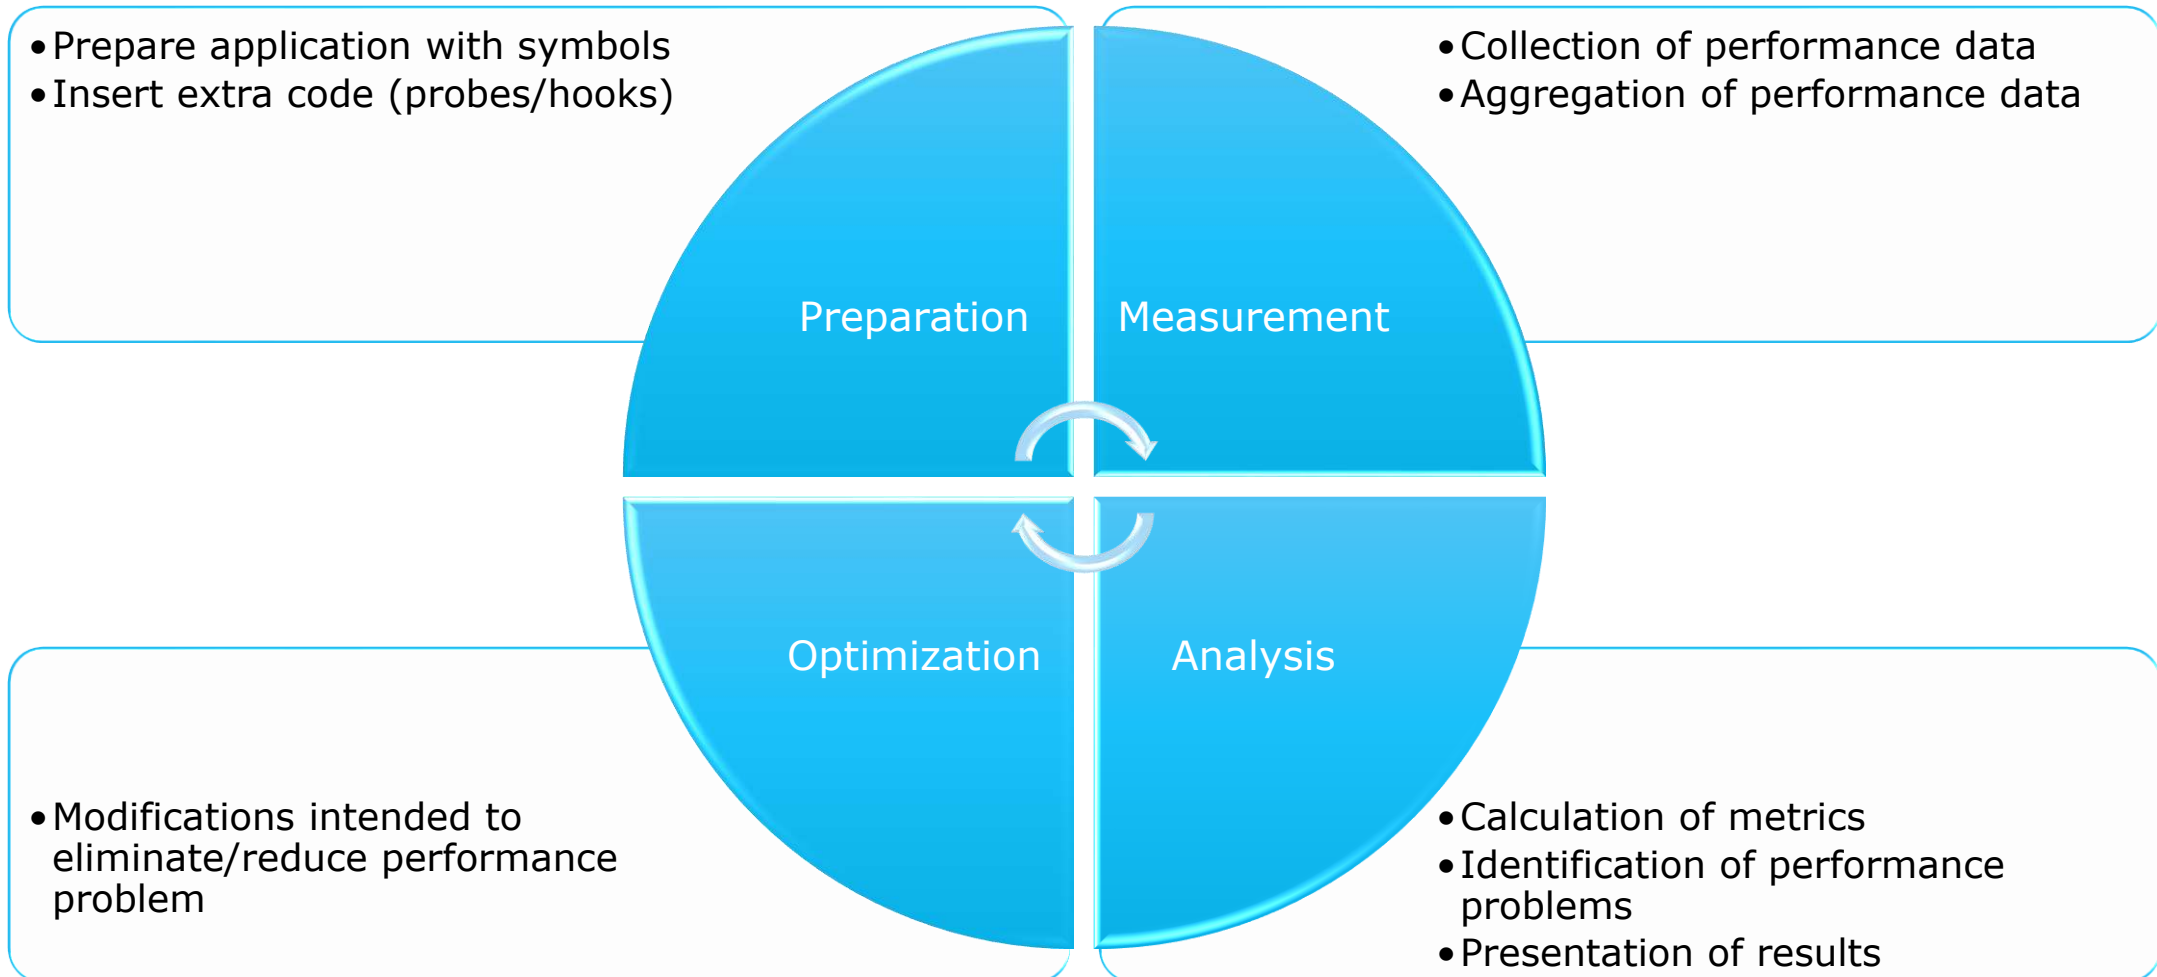 •Prepare application with symbols
•Insert extra code (probes/hooks)
•Collection of performance data
•Aggregation of performance data
Preparation
Measurement
Optimization
Analysis
•Modifications intended to
eliminate/reduce performance
problem
•Calculation of metrics
•Identification of performance
problems
•Presentation of results